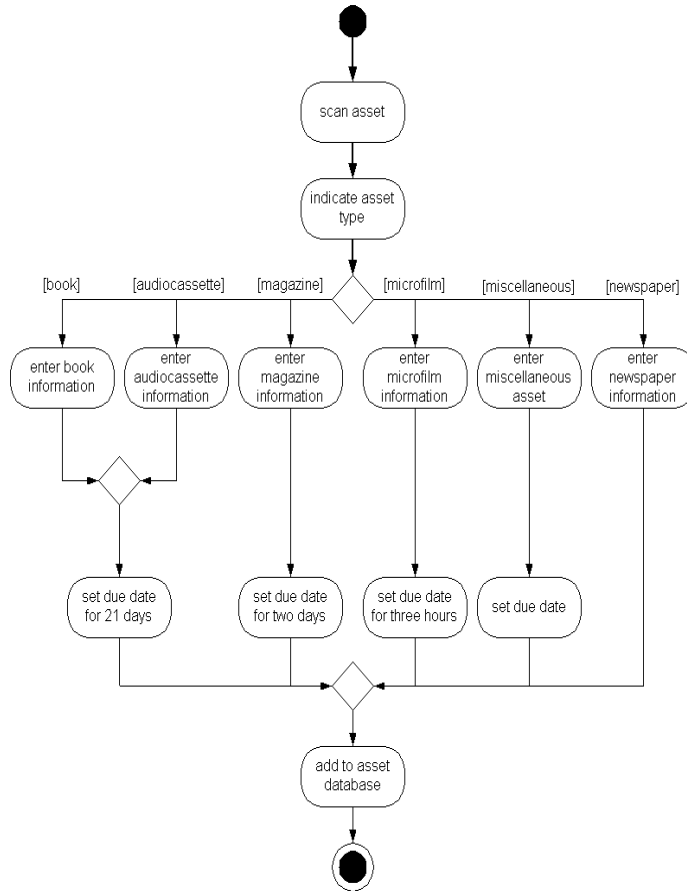 scan asset
indicate asset
type
[book]
[audiocassette]
[magazine]
[microfilm]
[miscellaneous]
[newspaper]
enter book
information
enter
audiocassette
information
enter
magazine
information
enter
microfilm
information
enter
miscellaneous
asset
enter
newspaper
information
set due date
for 21 days
set due date
for two days
set due date
for three hours
set due date
add to asset
database